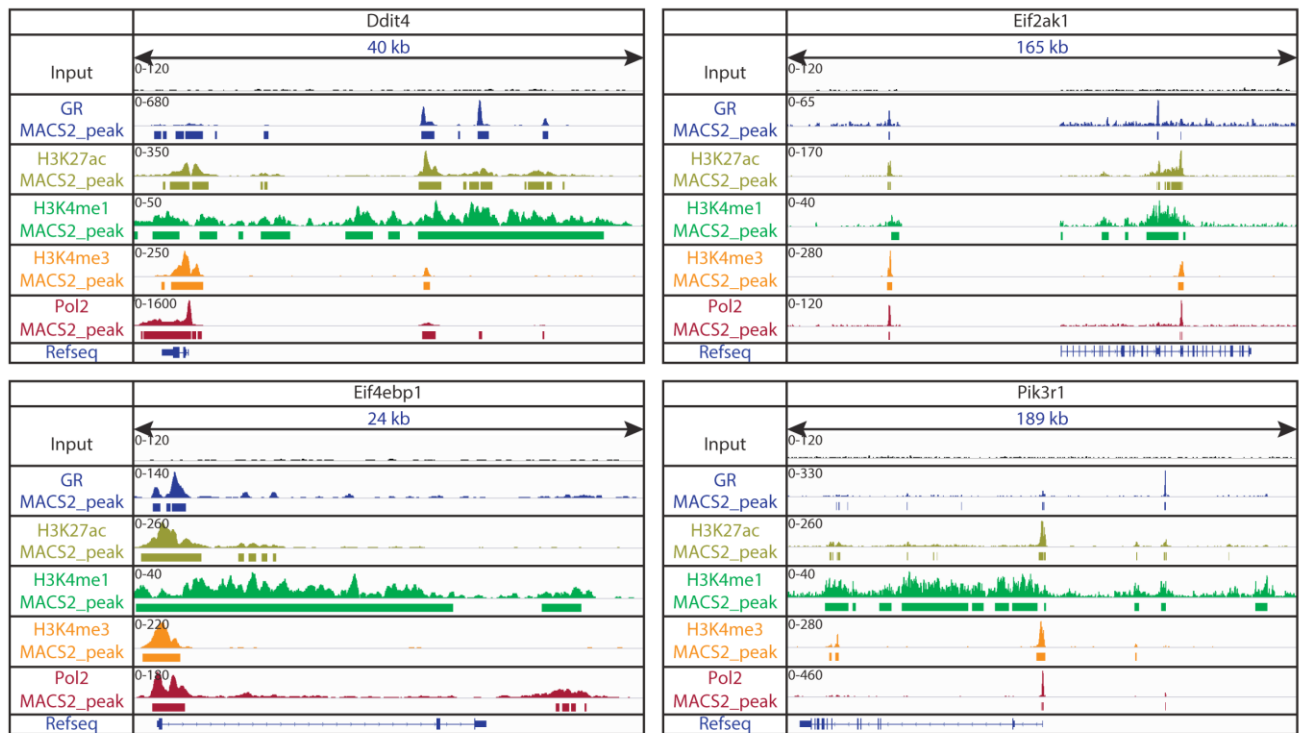 Ddit4
40 kb
Input
0-120
GR
0-680
MACS2_peak
H3K27ac
0-350
MACS2_peak
H3K4me1
0-50
MACS2_peak
H3K4me3
0-250
MACS2_peak
Pol2
0-1600
MACS2_peak
Refseq
Eif2ak1
165 kb
Input
0-120
GR
0-65
MACS2_peak
H3K27ac
0-170
MACS2_peak
H3K4me1
0-40
MACS2_peak
H3K4me3
0-280
MACS2_peak
Pol2
0-120
MACS2_peak
Refseq
Eif4ebp1
24 kb
Input
0-120
GR
0-140
MACS2_peak
H3K27ac
0-260
MACS2_peak
H3K4me1
0-40
MACS2_peak
H3K4me3
0-220
MACS2_peak
Pol2
0-180
MACS2_peak
Refseq
Pik3r1
189 kb
Input
0-120
GR
0-330
MACS2_peak
H3K27ac
0-260
MACS2_peak
H3K4me1
0-40
MACS2_peak
H3K4me3
0-280
MACS2_peak
Pol2
0-460
MACS2_peak
Refseq